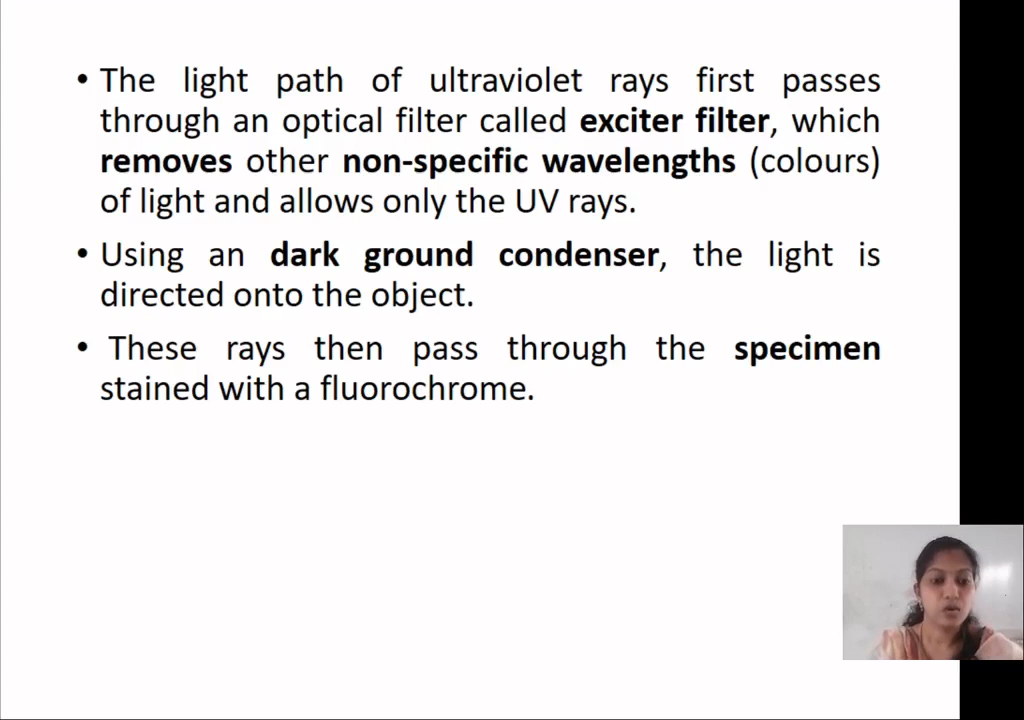 • The light path of ultraviolet rays first passes
through an optical filter called exciter filter, which
removes other non-specific wavelengths (colours)
of light and allows only the UV rays.
• Using an dark ground condenser, the light is
directed onto the object.
• These rays then pass through the specimen
stained with a fluorochrome.